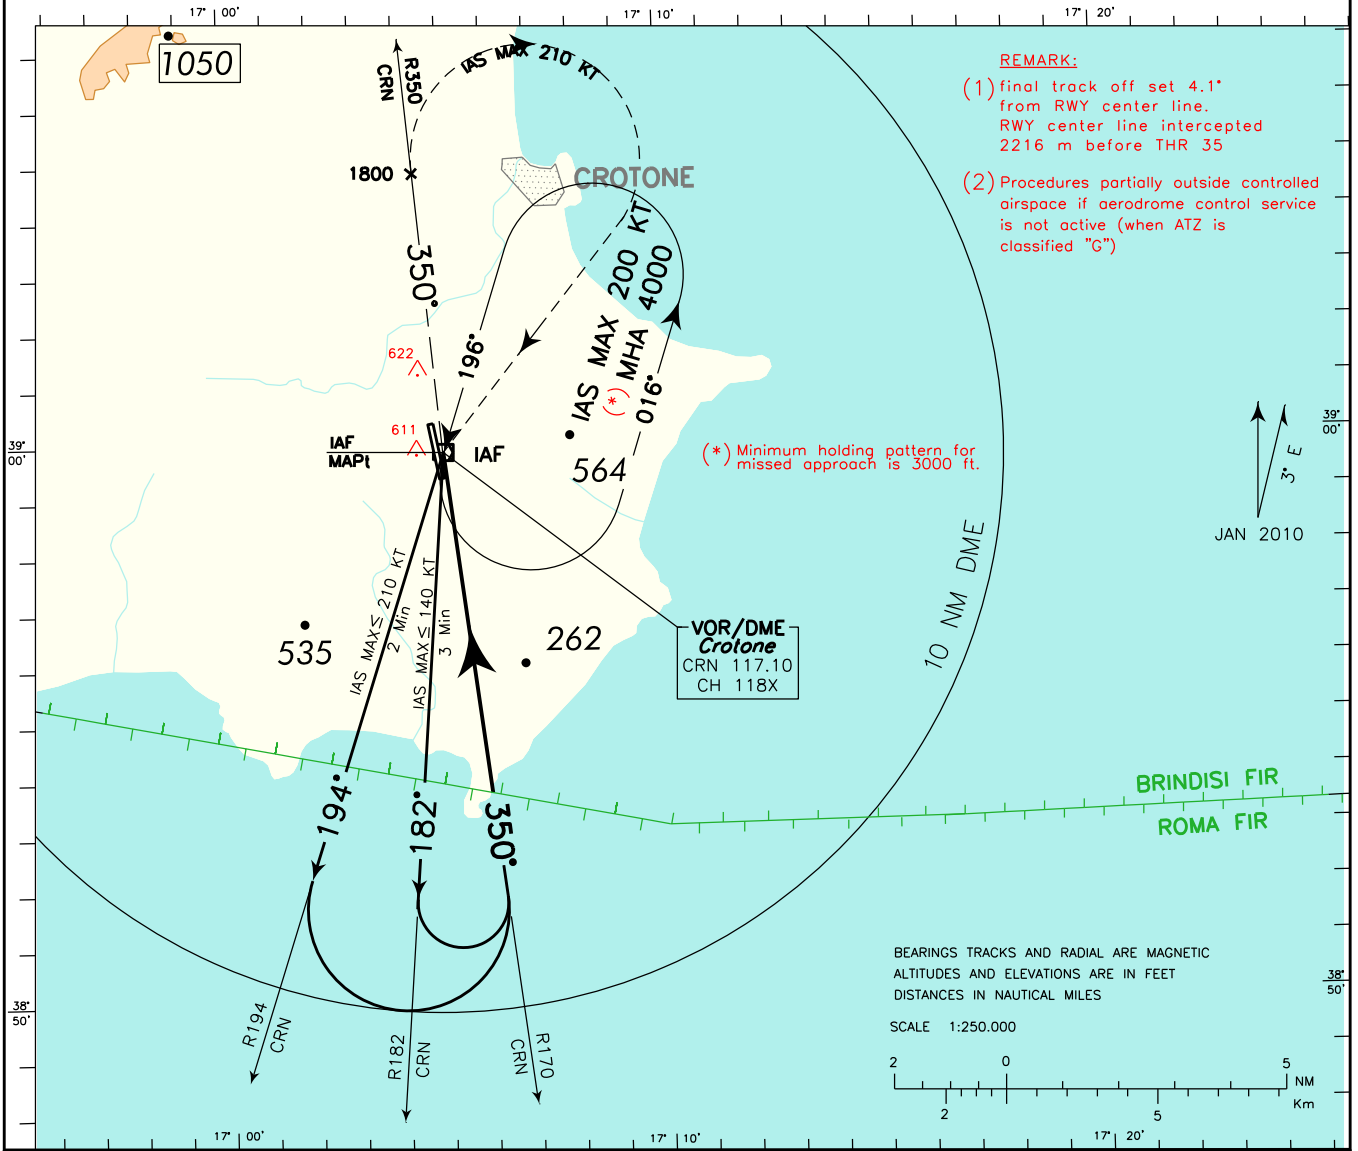 17° 00'
17° 10'
17° 20'
1050
R350
CRN
IAS MAX 210 KT
REMARK:
(1) final track off set 4.1°
from RWY center line.
RWY center line intercepted
2216 m before THR 35
(2) Procedures partially outside controlled
airspace if aerodrome control service
is not active (when ATZ is
classified "G")
1800
CROTONE
350°
IAS MAX 200 KT
(*) MHA 4000
196°
016°
622
611
39°
00'
IAF
MAPt
IAF
564
(*) Minimum holding pattern for
missed approach is 3000 ft.
39°
00'
3° E
JAN 2010
10 NM DME
IAS MAX≤ 210 KT
2 Min
IAS MAX≤ 140 KT
3 Min
535
262
VOR/DME
Crotone
CRN 117.10
CH 118X
BRINDISI FIR
ROMA FIR
194°
182°
350°
BEARINGS TRACKS AND RADIAL ARE MAGNETIC
ALTITUDES AND ELEVATIONS ARE IN FEET
DISTANCES IN NAUTICAL MILES
SCALE 1:250.000
38°
50'
38°
50'
R194
CRN
R182
CRN
R170
CRN
2 0 5
NM
Km
2 5
17° 00'
17° 10'
17° 20'